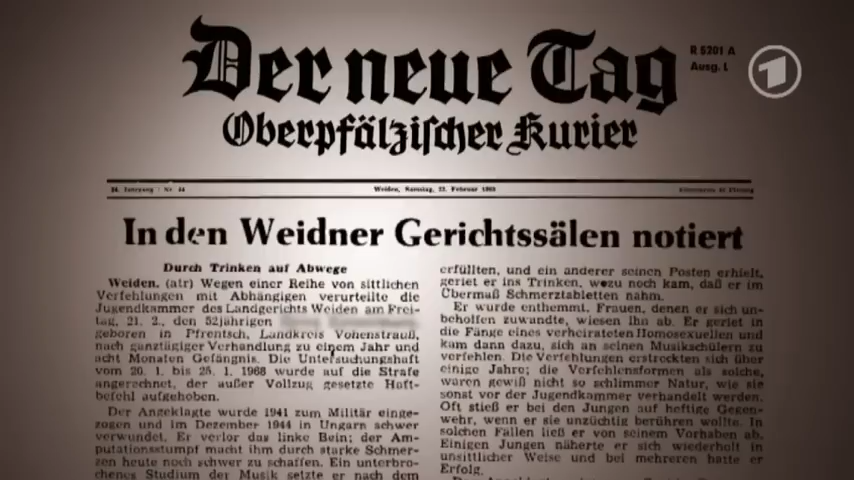 Der neue Tag
Oberpfälzischer Kurier
R 5201 A
Ausg. L
1
Weiden, Samstag, 22. Februar 1969
In den Weidner Gerichtssälen notiert
Durch Trinken auf Abwege
Weiden. (atr) Wegen einer Reihe von sittlichen
Verfehlungen mit Abhängigen verurteilte die
Jugendkammer des Landgerichts Weiden am Frei-
tag, 21. 2., den 52jährigen
geboren in Pfrentsch, Landkreis Vohenstrauß,
nach ganztägiger Verhandlung zu einem Jahr und
acht Monaten Gefängnis. Die Untersuchungshaft
vom 20. 1. bis 25. 1. 1968 wurde auf die Strafe
angerechnet, der außer Vollzug gesetzte Haft-
befehl aufgehoben.
Der Angeklagte wurde 1941 zum Militär einge-
zogen und im Dezember 1944 in Ungarn schwer
verwundet. Er verlor das linke Bein; der Am-
putationsstumpf macht ihm durch starke Schmer-
zen heute noch schwer zu schaffen. Ein unterbro-
chenes Studium der Musik setzte er nach dem
erfüllten, und ein anderer seinen Posten erhielt,
geriet er ins Trinken, wozu noch kam, daß er im
Übermaß Schmerztabletten nahm.
Er wurde enthemmt, Frauen, denen er sich un-
beholfen zuwandte, wiesen ihn ab. Er geriet in
die Fänge eines verheirateten Homosexuellen und
kam dann dazu, sich an seinen Musikschülern zu
verfehlen. Die Verfehlungen erstreckten sich über
einige Jahre; die Verfehlensformen als solche,
waren gewiß nicht so schlimmer Natur, wie sie
sonst vor der Jugendkammer verhandelt werden.
Oft stieß er bei den Jungen auf heftige Gegen-
wehr, wenn er sie unzüchtig berühren wollte. In
solchen Fällen ließ er von seinem Vorhaben ab.
Einigen Jungen näherte er sich wiederholt in
unsittlicher Weise und bei mehreren hatte er
Erfolg.